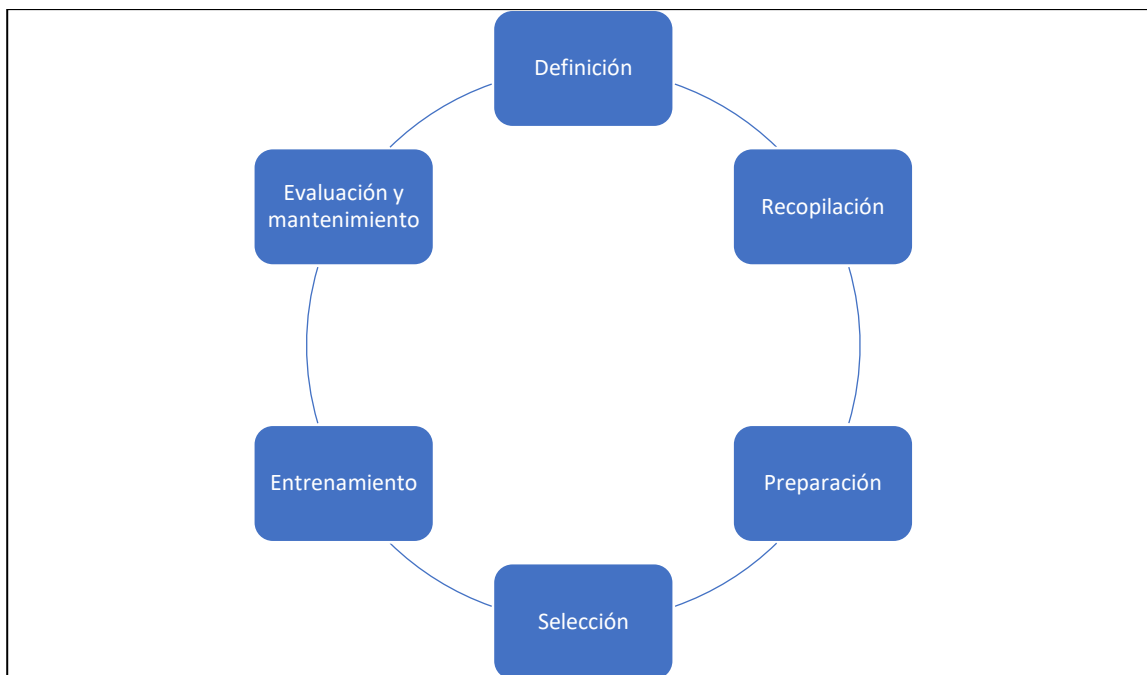 Definición
Recopilación
Preparación
Selección
Entrenamiento
Evaluación y
mantenimiento